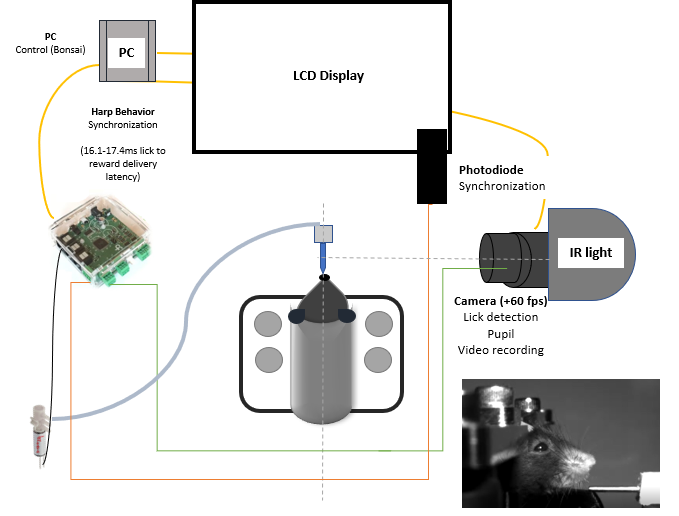 PC
Control (Bonsai)
PC
LCD Display
Harp Behavior
Synchronization
(16.1-17.4ms lick to
reward delivery
latency)
Photodiode
Synchronization
IR light
Camera (+60 fps)
Lick detection
Pupil
Video recording